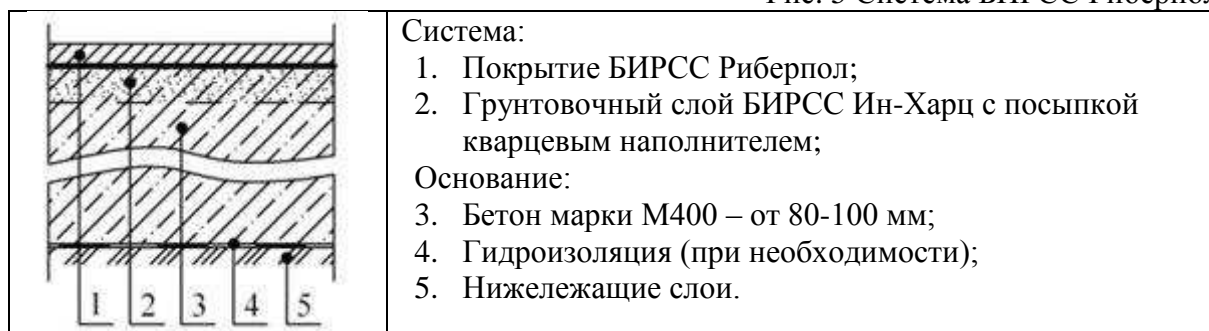 Рис. 3 Система БИРСС Риберпол
Система:
1. Покрытие БИРСС Риберпол;
2. Грунтовочный слой БИРСС Ин-Харц с посыпкой
кварцевым наполнителем;
Основание:
3. Бетон марки М400 – от 80-100 мм;
4. Гидроизоляция (при необходимости);
5. Нижележащие слои.
1 2 3 4 5